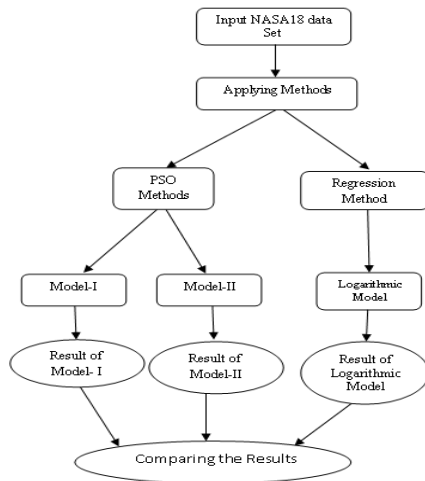 Input NASA18 data
Set
Applying Methods
PSO
Methods
Regression
Method
Model-I
Model-II
Logarithmic
Model
Result of
Model- I
Result of
Model-II
Result of
Logarithmic
Model
Comparing the Results